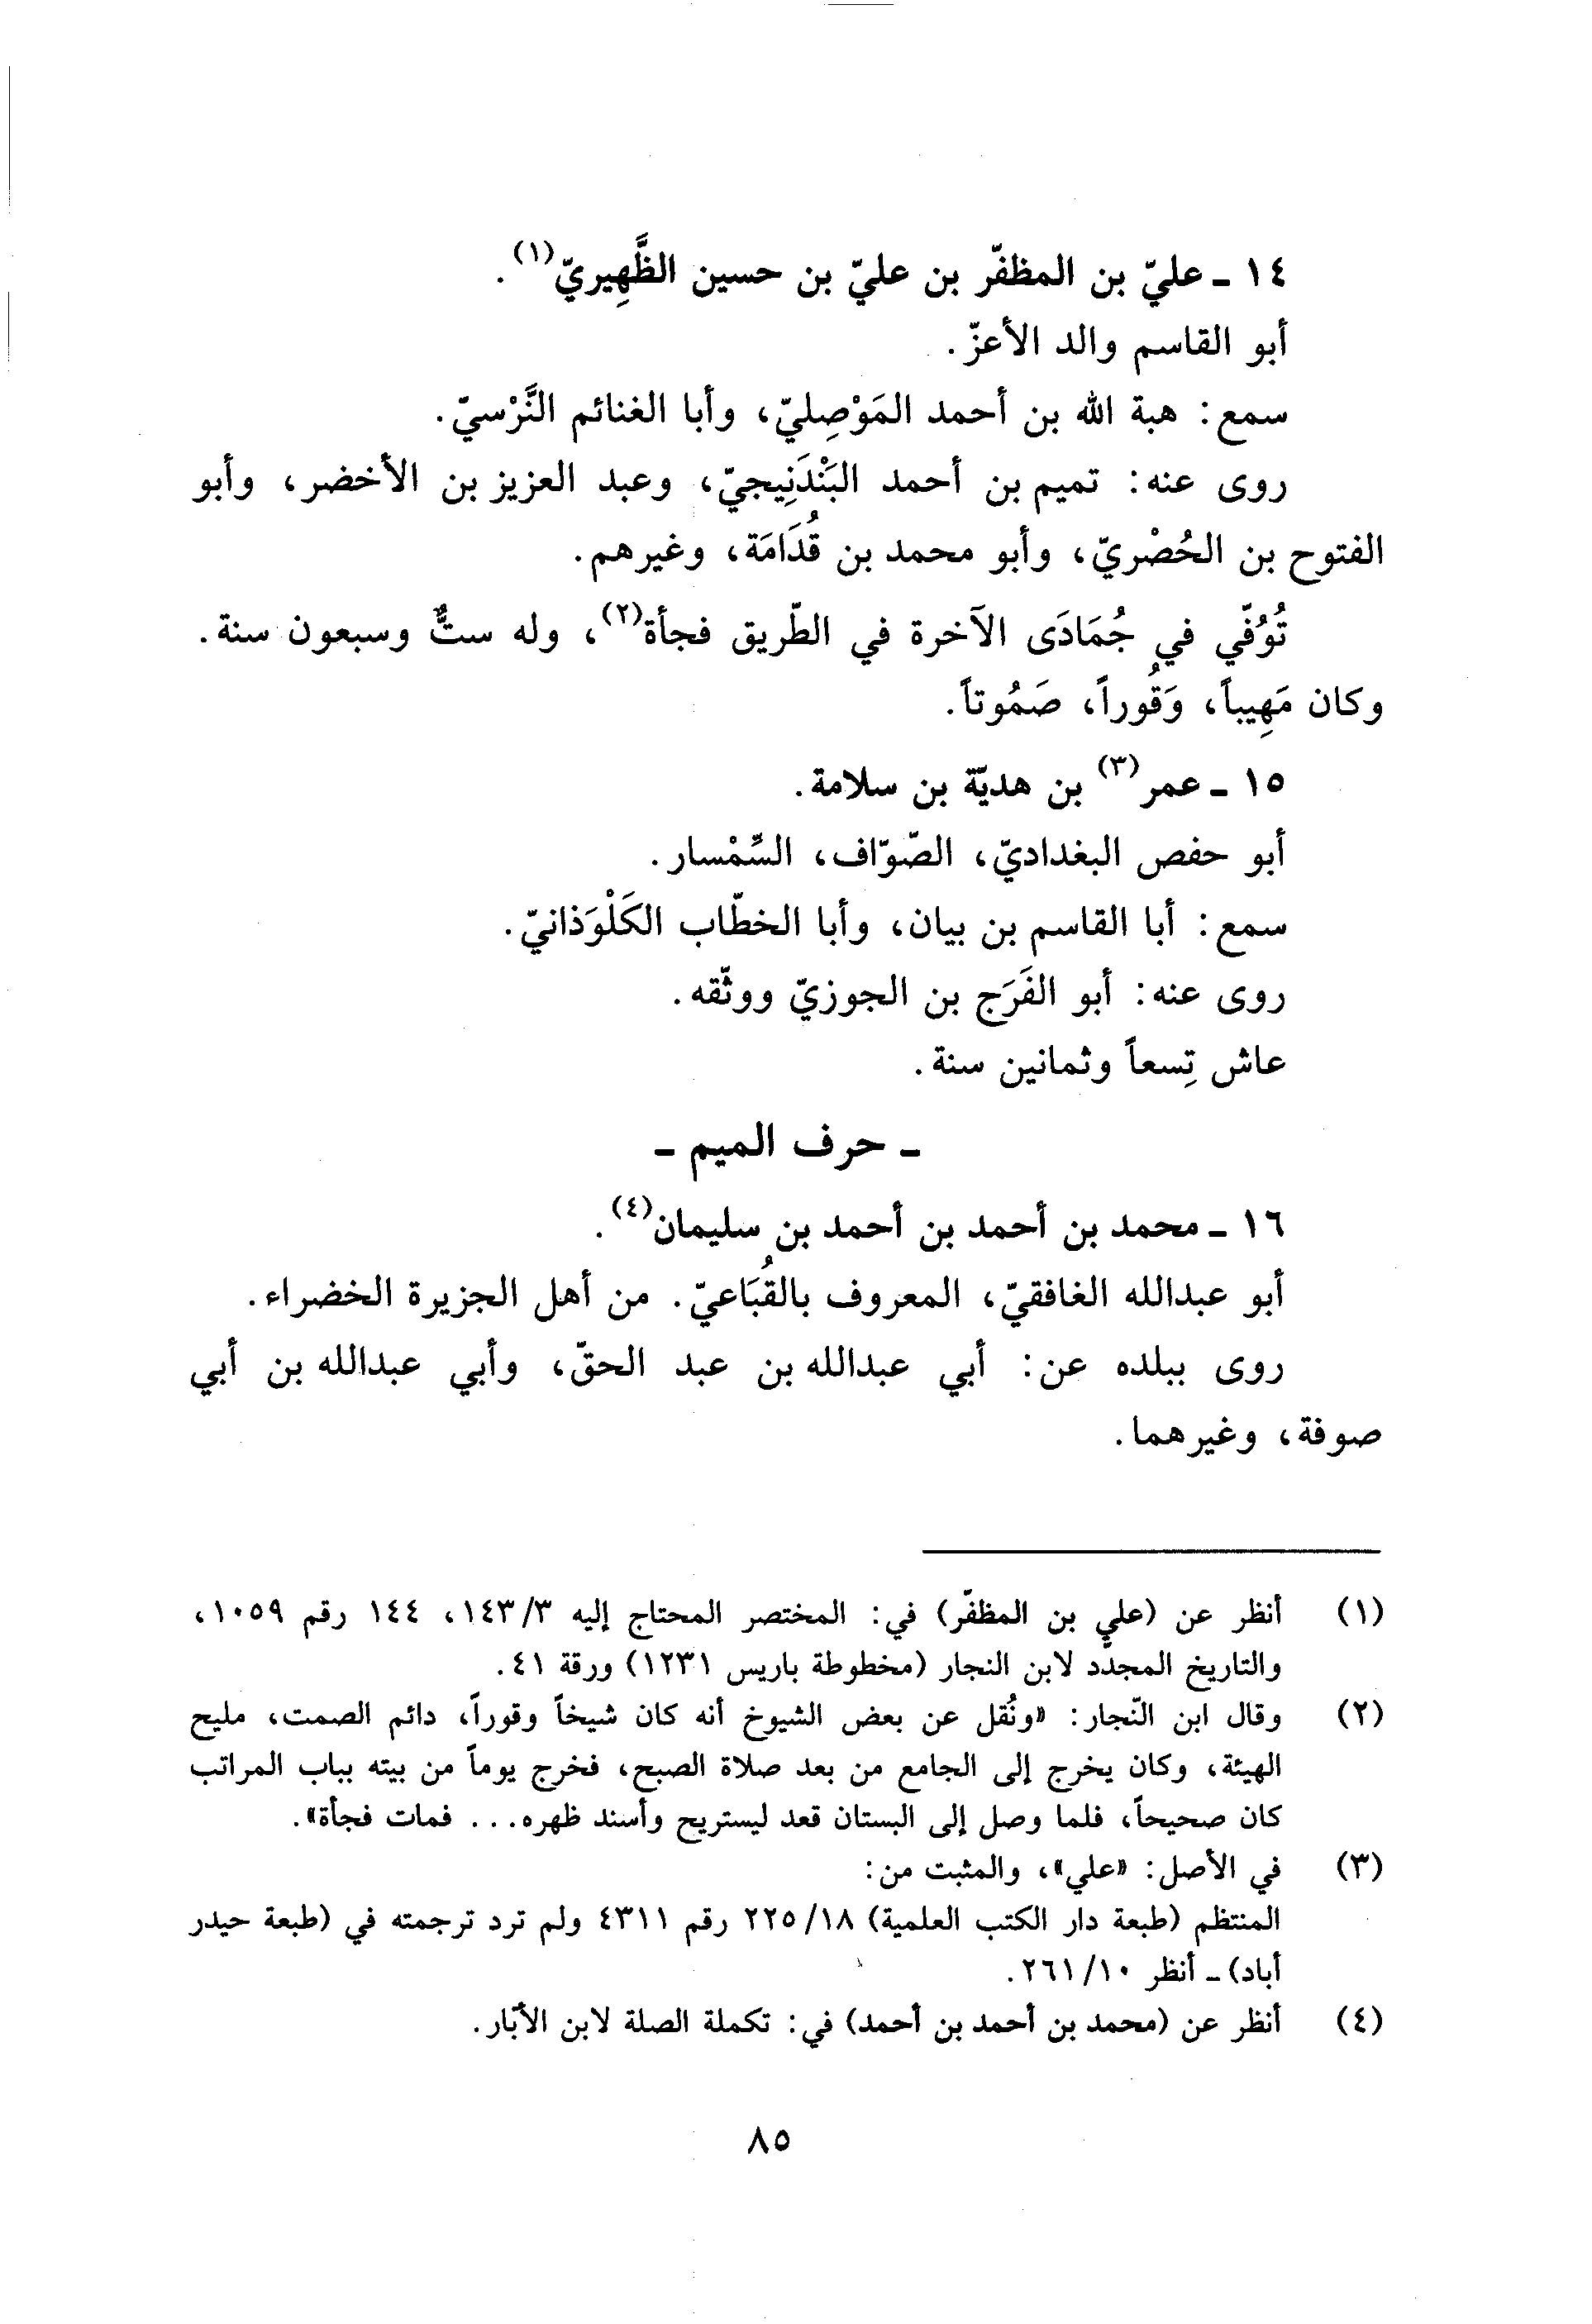 ١٤ ـ عليّ بن المظفّر بن عليّ بن حسين الظَّهِيريّ(١).
أبو القاسم والد الأعزّ.
سمع: هبة الله بن أحمد المَوْصِليّ، وأبا الغنائم النَّرْسيّ.
روى عنه: تميم بن أحمد البَنْدَنِيجيّ، وعبد العزيز بن الأخضر، وأبو
الفتوح بن الحُصْريّ، وأبو محمد بن قُدَامَة، وغيرهم.
تُوُفّي في جُمَادَى الآخرة في الطّريق فجأة(٢)، وله ستٌّ وسبعون سنة.
وكان مَهِيباً، وَقُوراً، صَمُوتاً.
١٥ ـ عمر(٣) بن هديّة بن سلامة.
أبو حفص البغداديّ، الصّوّاف، السِّمْسار.
سمع: أبا القاسم بن بيان، وأبا الخطّاب الكَلْوَذانيّ.
روى عنه: أبو الفَرَج بن الجوزيّ ووثّقه.
عاش تِسعاً وثمانين سنة.
ـ حرف الميم ـ
١٦ ـ محمد بن أحمد بن أحمد بن سليمان(٤).
أبو عبدالله الغافقيّ، المعروف بالقُبَاعيّ. من أهل الجزيرة الخضراء.
روى ببلده عن: أبي عبدالله بن عبد الحقّ، وأبي عبدالله بن أبي
صوفة، وغيرهما.
(١) أنظر عن (علي بن المظفّر) في: المختصر المحتاج إليه ١٤٣/٣، ١٤٤ رقم ١٠٥٩،
والتاريخ المجدّد لابن النجار (مخطوطة باريس ١٢٣١) ورقة ٤١.
(٢) وقال ابن النّجار: «ونُقل عن بعض الشيوخ أنه كان شيخاً وقوراً، دائم الصمت، مليح
الهيئة، وكان يخرج إلى الجامع من بعد صلاة الصبح، فخرج يوماً من بيته بباب المراتب
كان صحيحاً، فلما وصل إلى البستان قعد ليستريح وأسند ظهره... فمات فجأة».
(٣) في الأصل: «علي»، والمثبت من:
المنتظم (طبعة دار الكتب العلمية) ٢٢٥/١٨ رقم ٤٣١١ ولم ترد ترجمته في (طبعة حيدر
أباد) ـ أنظر ٢٦١/١٠.
(٤) أنظر عن (محمد بن أحمد بن أحمد) في: تكملة الصلة لابن الأبّار.
٨٥